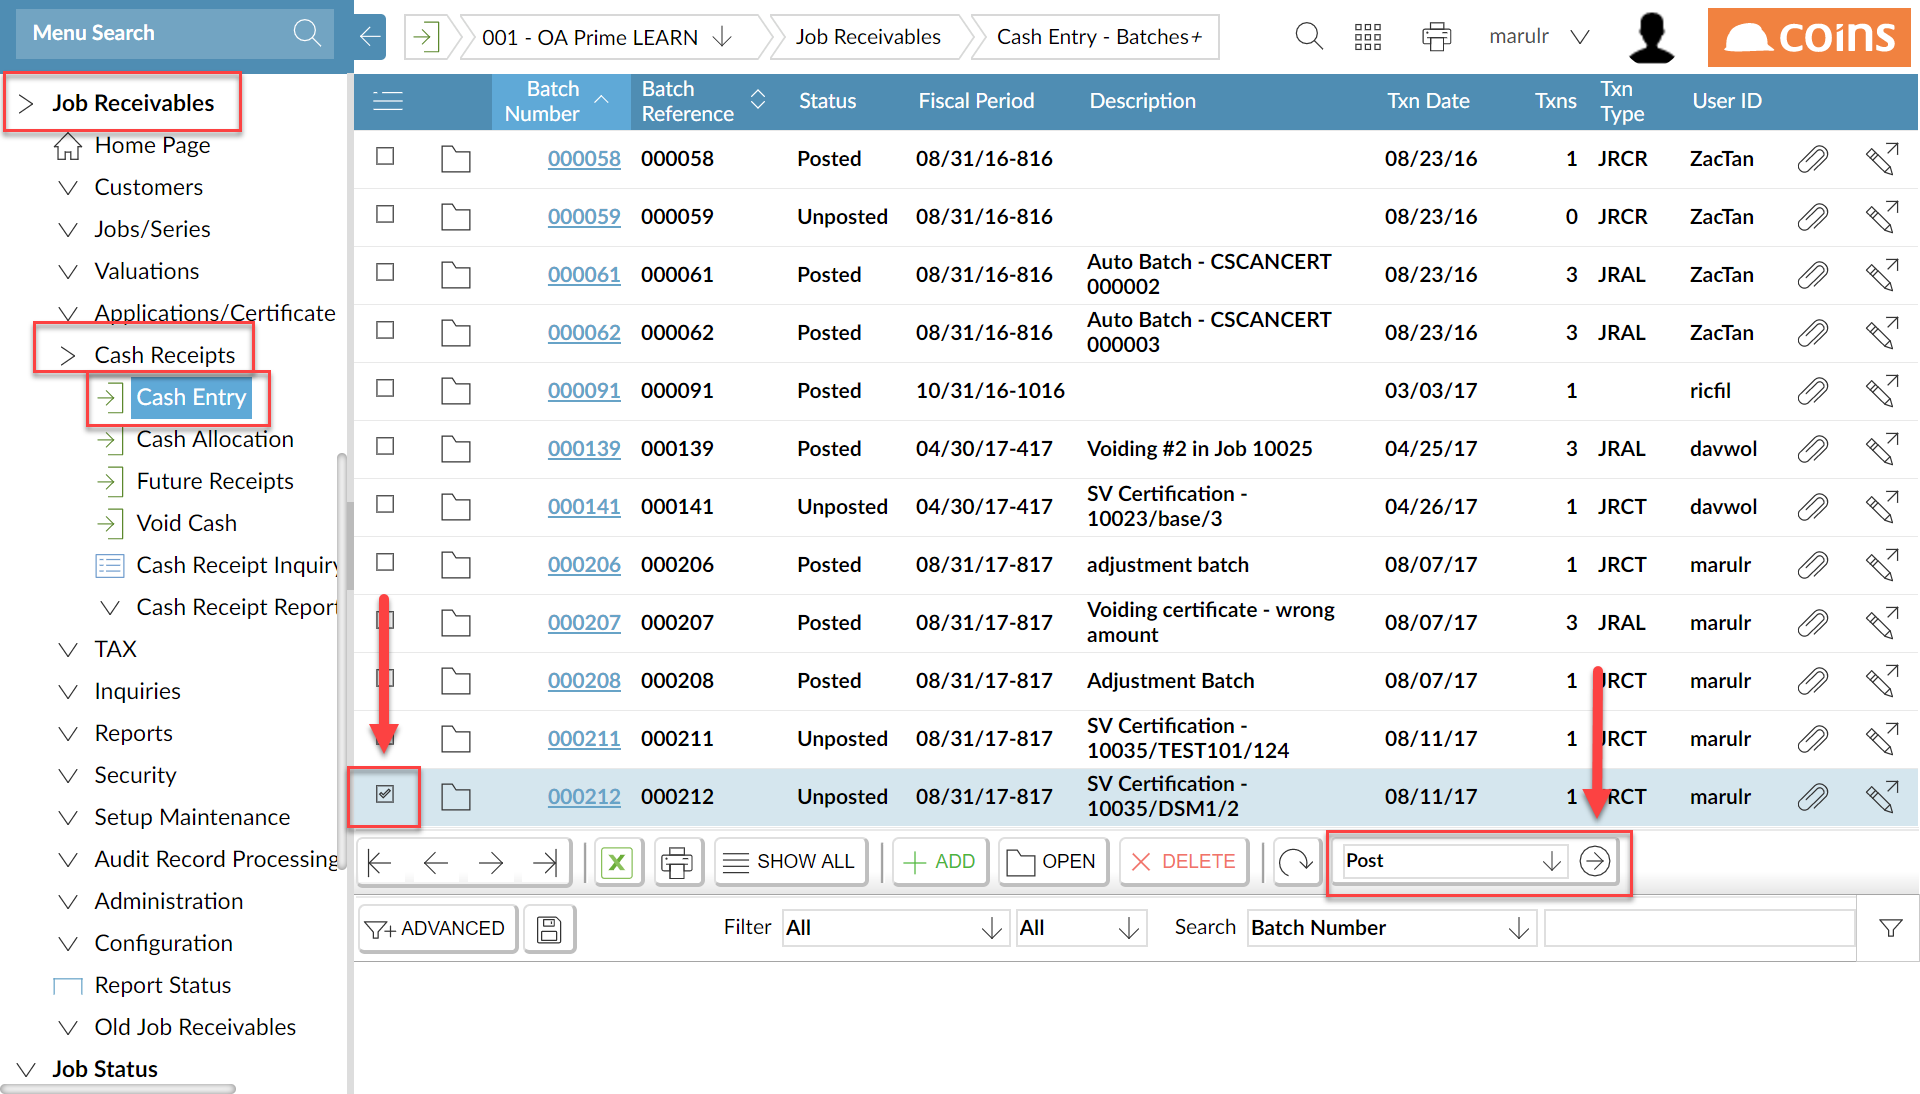 Menu Search
001 - OA Prime LEARN
Job Receivables
Cash Entry - Batches+
marulr
coins
Job Receivables
Home Page
Customers
Jobs/Series
Valuations
Applications/Certificate
Cash Receipts
Cash Entry
Cash Allocation
Future Receipts
Void Cash
Cash Receipt Inquiry
Cash Receipt Report
TAX
Inquiries
Reports
Security
Setup Maintenance
Audit Record Processing
Administration
Configuration
Report Status
Old Job Receivables
Job Status
Batch Number Batch Reference Status Fiscal Period Description Txn Date Txns Txn Type User ID
000058 000058 Posted 08/31/16-816 08/23/16 1 JRCR ZacTan
000059 000059 Unposted 08/31/16-816 08/23/16 0 JRCR ZacTan
000061 000061 Posted 08/31/16-816 Auto Batch - CSCANCERT 000002 08/23/16 3 JRAL ZacTan
000062 000062 Posted 08/31/16-816 Auto Batch - CSCANCERT 000003 08/23/16 3 JRAL ZacTan
000091 000091 Posted 10/31/16-1016 03/03/17 1 ricfil
000139 000139 Posted 04/30/17-417 Voiding #2 in Job 10025 04/25/17 3 JRAL davwol
000141 000141 Unposted 04/30/17-417 SV Certification - 10023/base/3 04/26/17 1 JRCT davwol
000206 000206 Posted 08/31/17-817 adjustment batch 08/07/17 1 JRCT marulr
000207 000207 Posted 08/31/17-817 Voiding certificate - wrong amount 08/07/17 3 JRAL marulr
000208 000208 Posted 08/31/17-817 Adjustment Batch 08/07/17 1 JRCT marulr
000211 000211 Unposted 08/31/17-817 SV Certification - 10035/TEST101/124 08/11/17 1 JRCT marulr
000212 000212 Unposted 08/31/17-817 SV Certification - 10035/DSM1/2 08/11/17 1 JRCT marulr
SHOW ALL ADD OPEN DELETE Post
ADVANCED Filter All All Search Batch Number